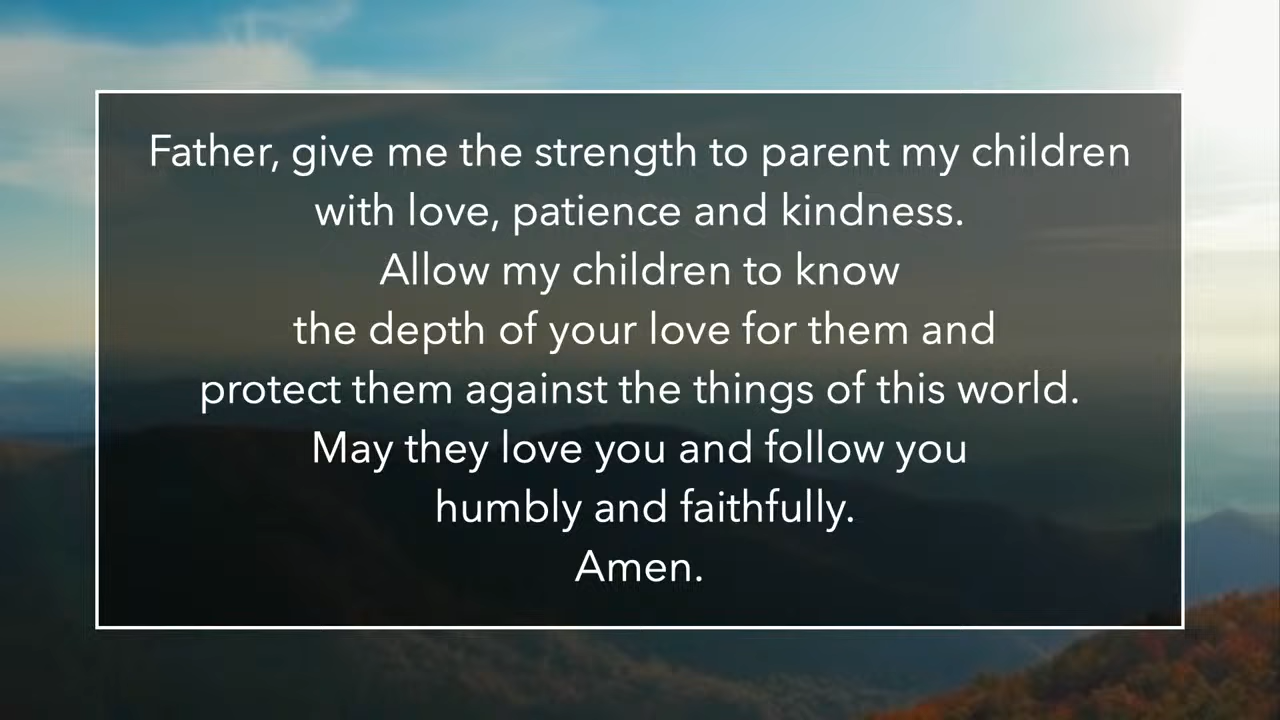 Father, give me the strength to parent my children
with love, patience and kindness.
Allow my children to know
the depth of your love for them and
protect them against the things of this world.
May they love you and follow you
humbly and faithfully.
Amen.